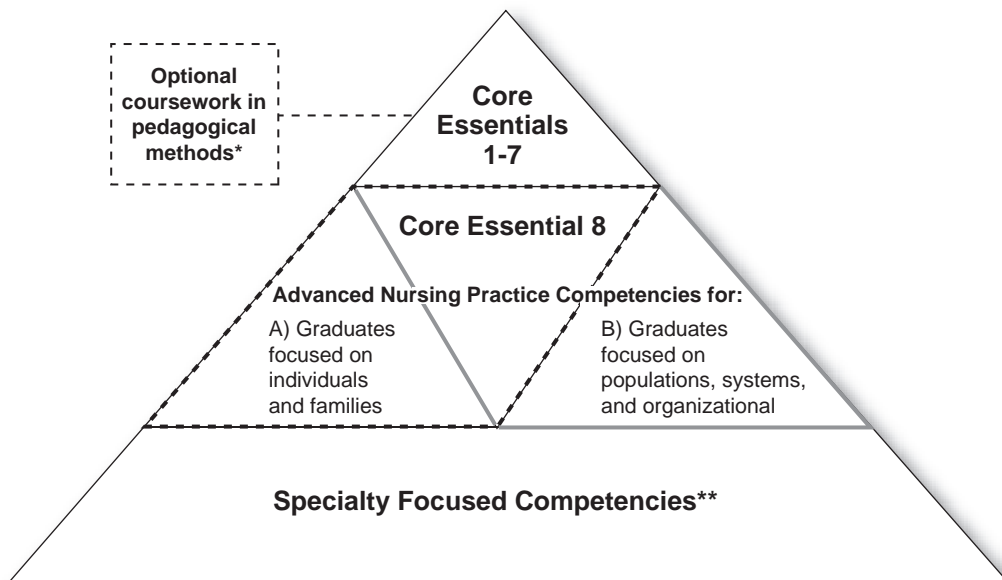 Optional
coursework in
pedagogical
methods*
Core
Essentials
1-7
Core Essential 8
Advanced Nursing Practice Competencies for:
A) Graduates
focused on
individuals
and families
B) Graduates
focused on
populations, systems,
and organizational
Specialty Focused Competencies**